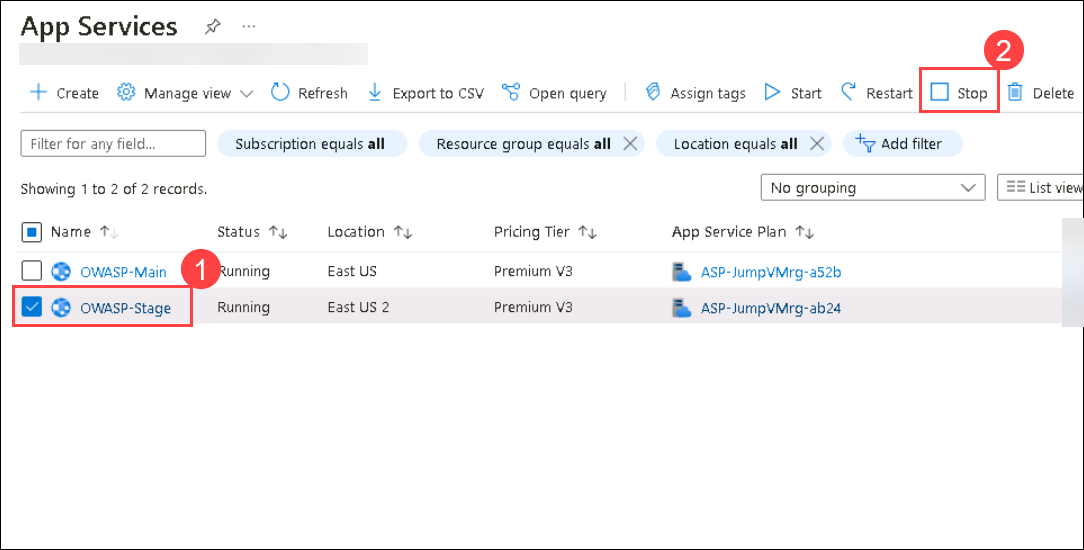 App Services
2
Create Manage view Refresh Export to CSV Open query Assign tags Start Restart Stop Delete
Filter for any field... Subscription equals all Resource group equals all Location equals all Add filter
Showing 1 to 2 of 2 records. No grouping List view
Name Status Location Pricing Tier App Service Plan
OWASP-Main Running East US Premium V3 ASP-JumpVMrg-a52b
1
OWASP-Stage Running East US 2 Premium V3 ASP-JumpVMrg-ab24